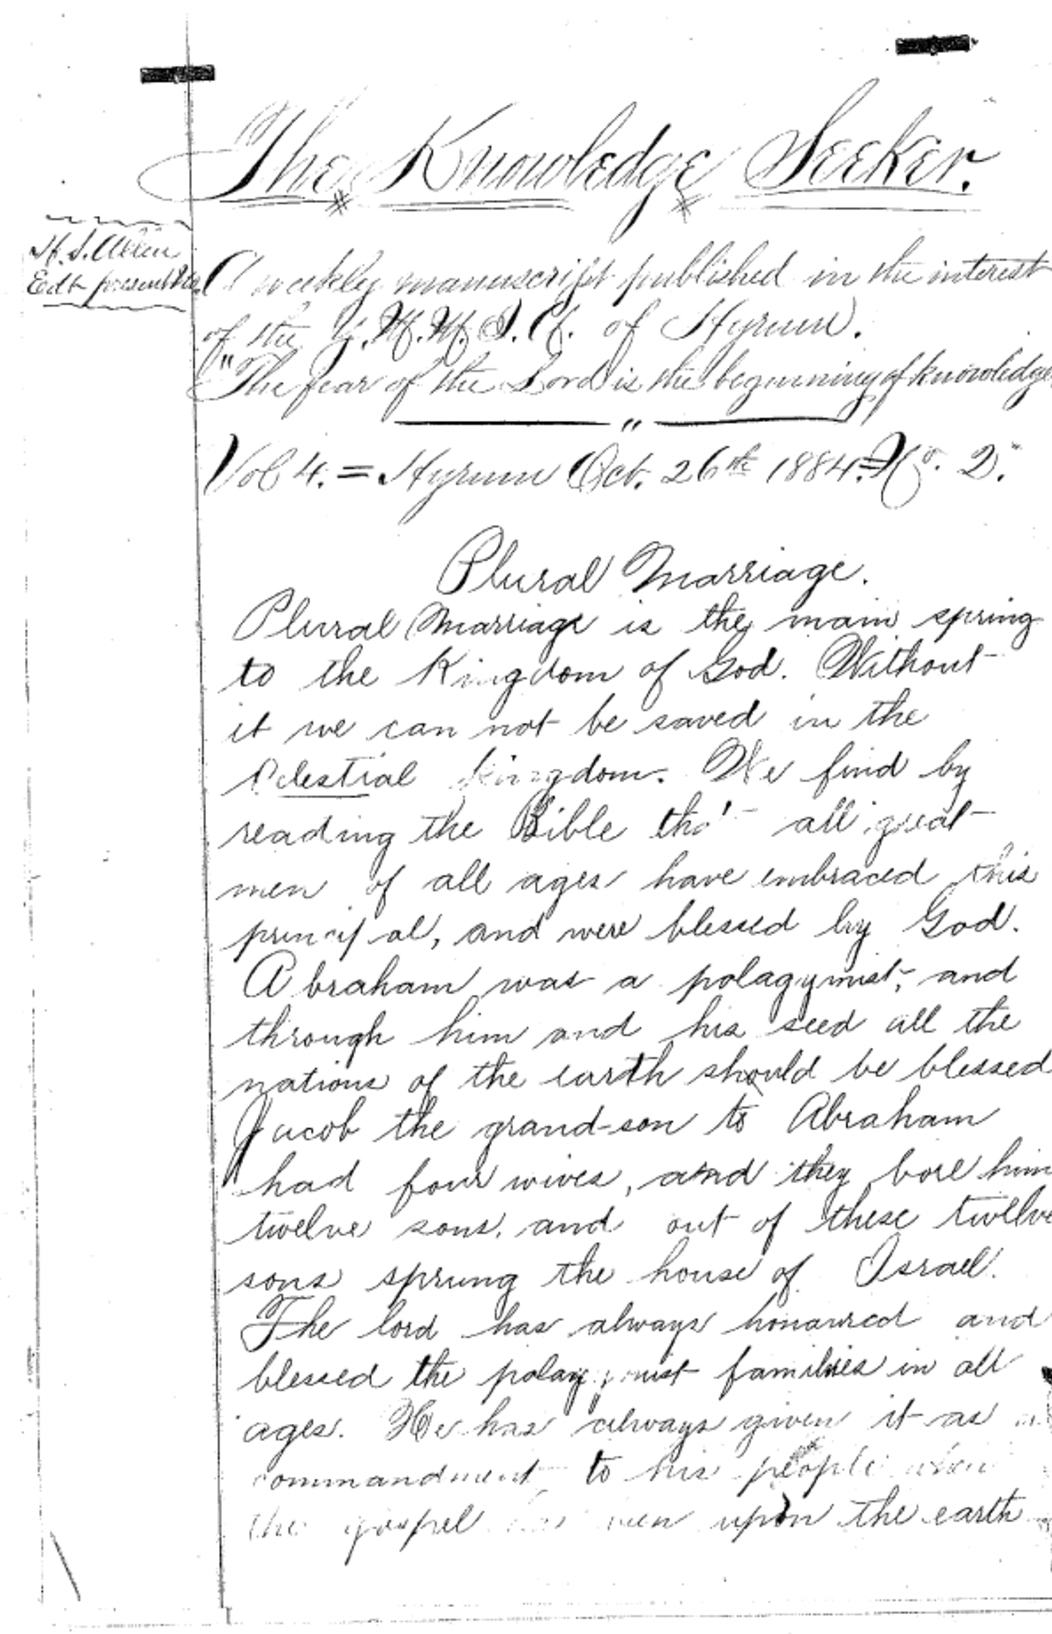 The Knowledge Seeker.
H. S. Allen
Edt present No.
A weekly manuscript published in the interest
of the Y. M. M. I. A. of Hyrum.
"The fear of the Lord is the beginning of knowledge
"
Vol 4. = Hyrum Oct. 26th 1884. = No. 2.
Plural Marriage.
Plural Marriage is the main spring
to the Kingdom of God. Without
it we can not be saved in the
Celestial Kingdom. We find by
reading the Bible that all great
men of all ages have embraced this
principal, and were blessed by God.
Abraham was a polagymist, and
through him and his seed all the
nations of the earth should be blessed
Jacob the grand-son to Abraham
had four wives, and they bore him
twelve sons, and out of these twelve
sons sprung the house of Israel.
The lord has always honoured and
blessed the polagymist families in all
ages. He has always given it as a
commandment to his people when
the gospel has been upon the earth